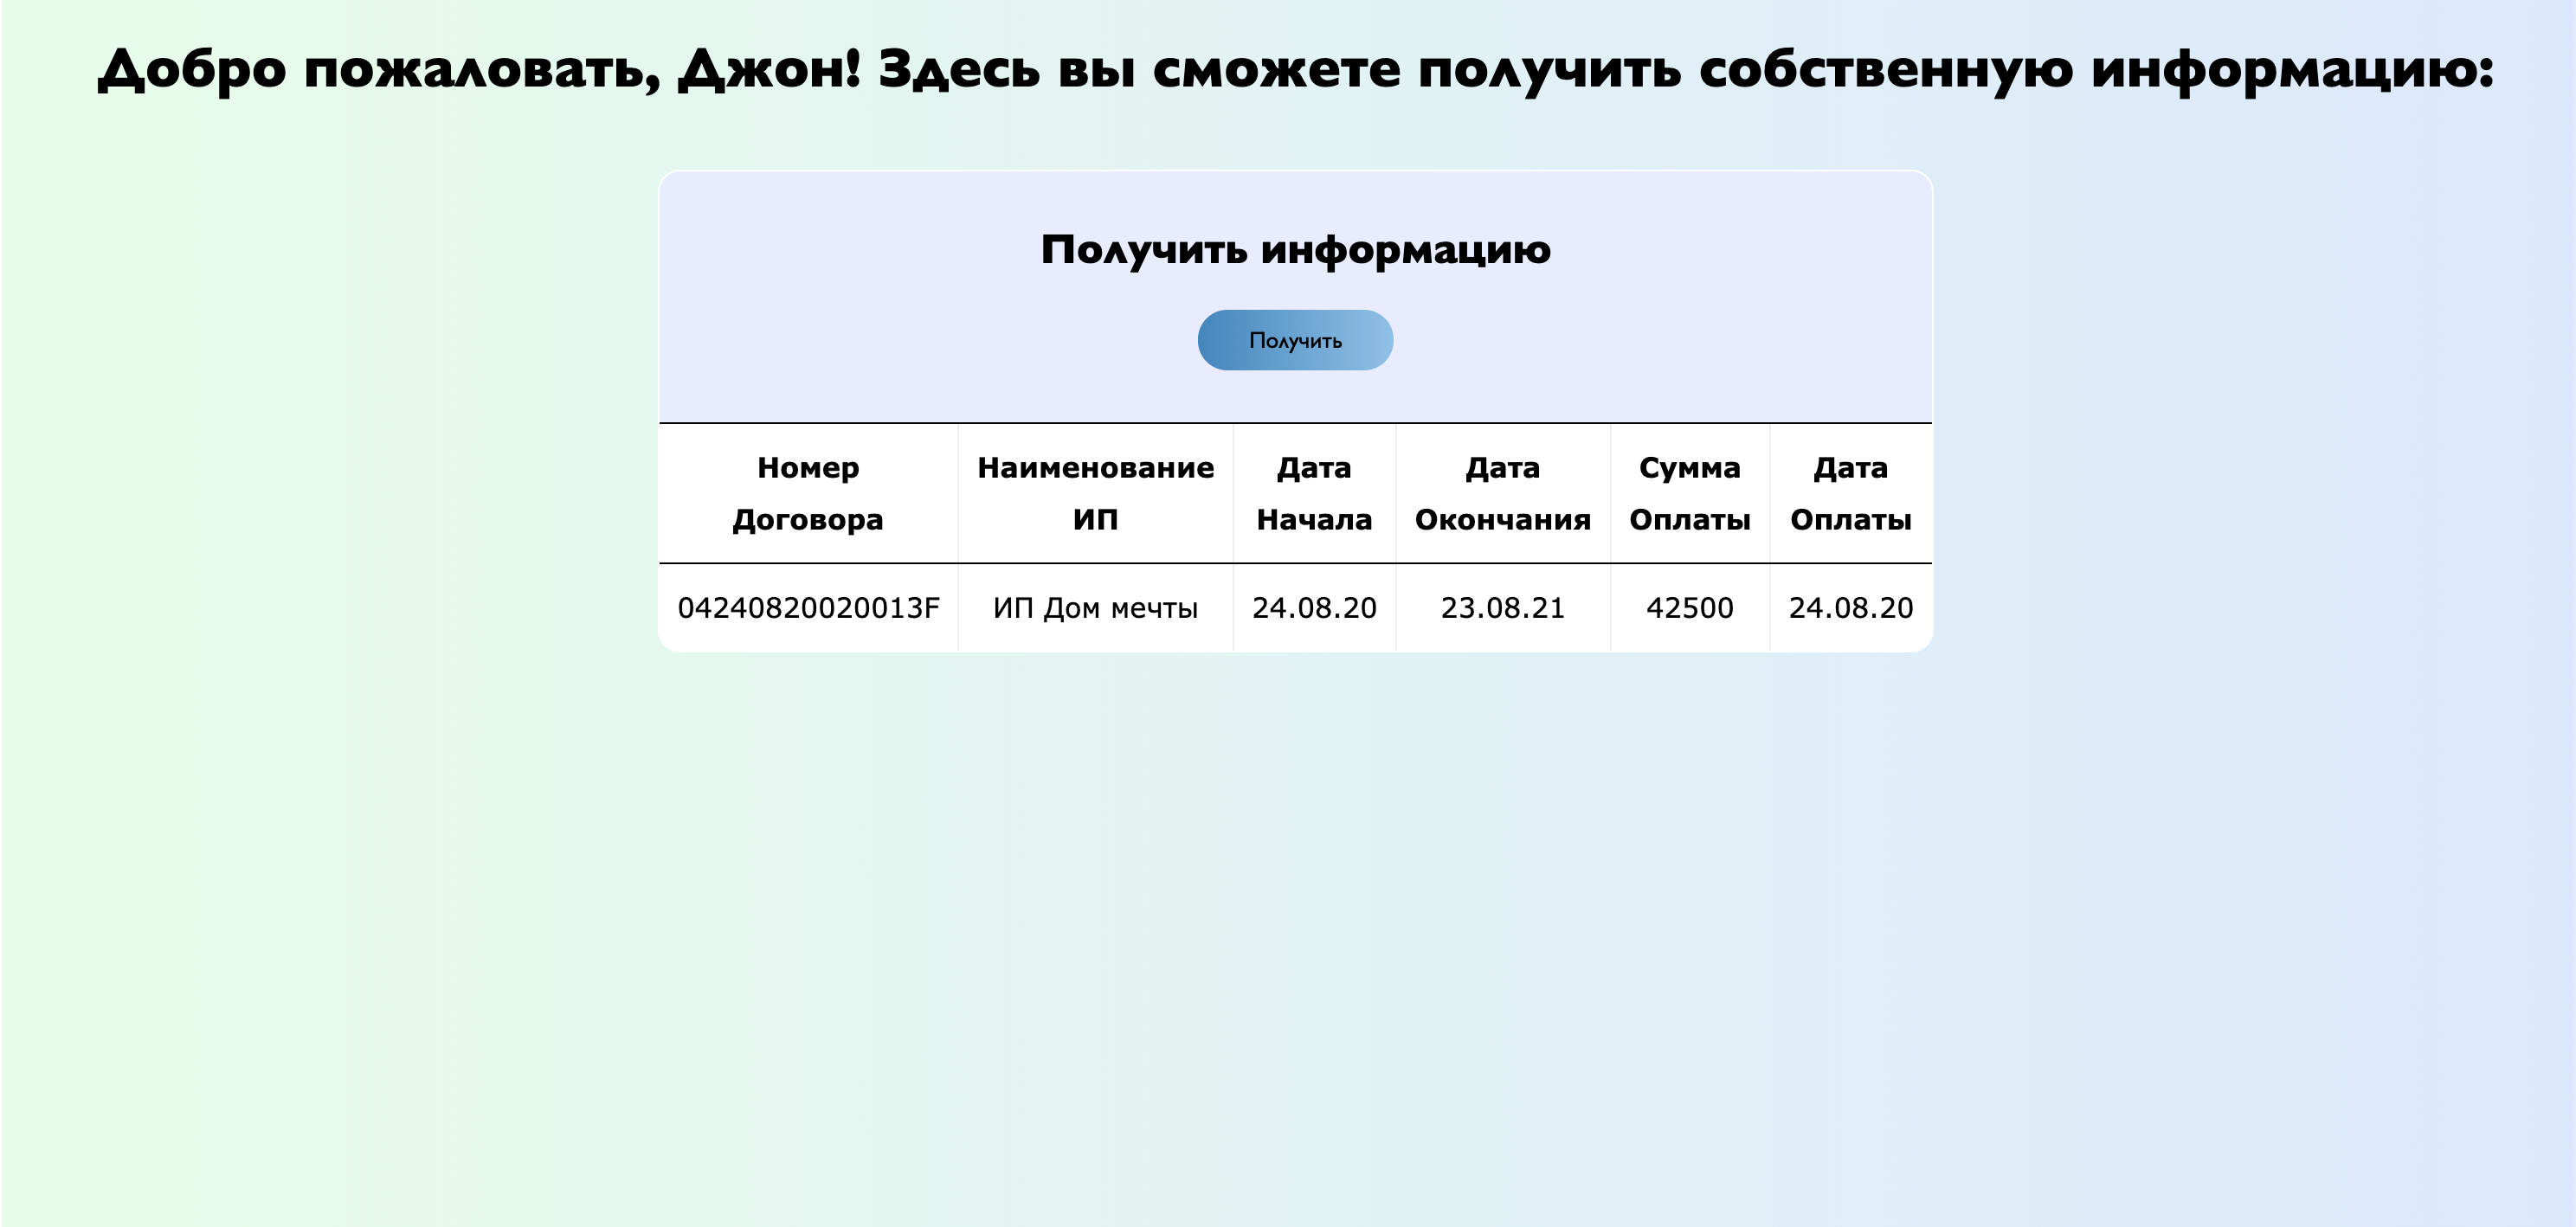 Добро пожаловать, Джон! Здесь вы сможете получить собственную информацию:
Получить информацию
Получить
Номер Договора Наименование ИП Дата Начала Дата Окончания Сумма Оплаты Дата Оплаты
04240820020013F ИП Дом мечты 24.08.20 23.08.21 42500 24.08.20